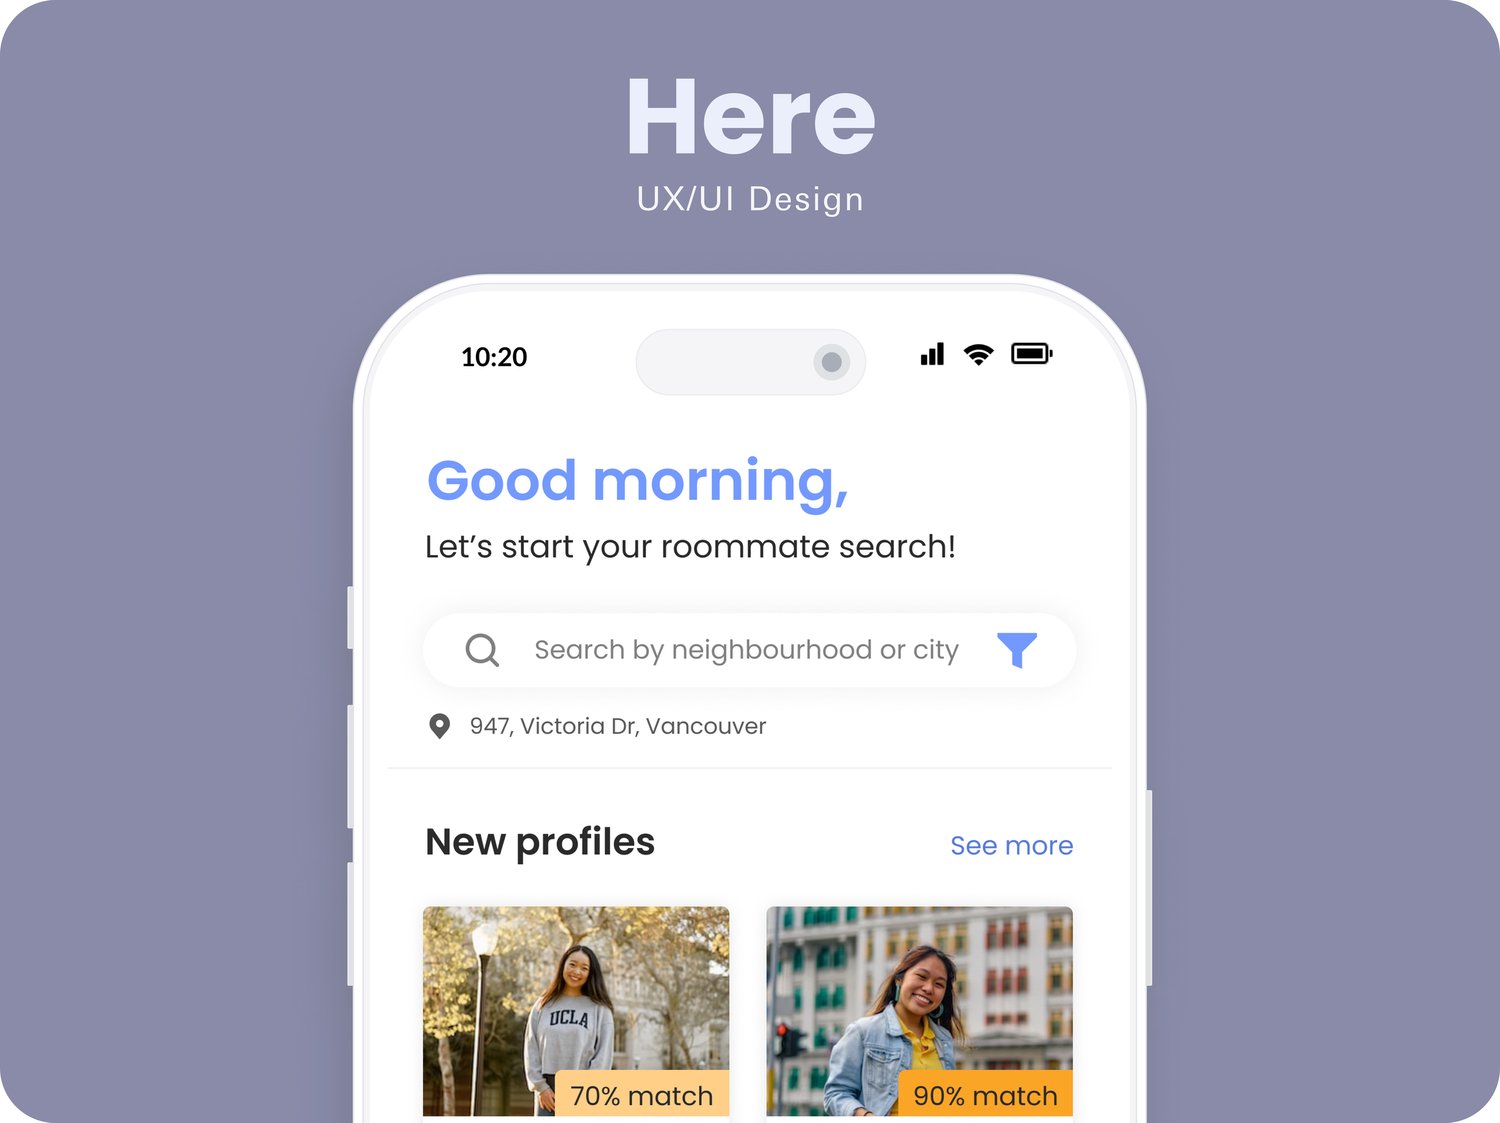 Here
UX/UI Design
10:20
Good morning,
Let’s start your roommate search!
Search by neighbourhood or city
947, Victoria Dr, Vancouver
New profiles
See more
UCLA
70% match
90% match